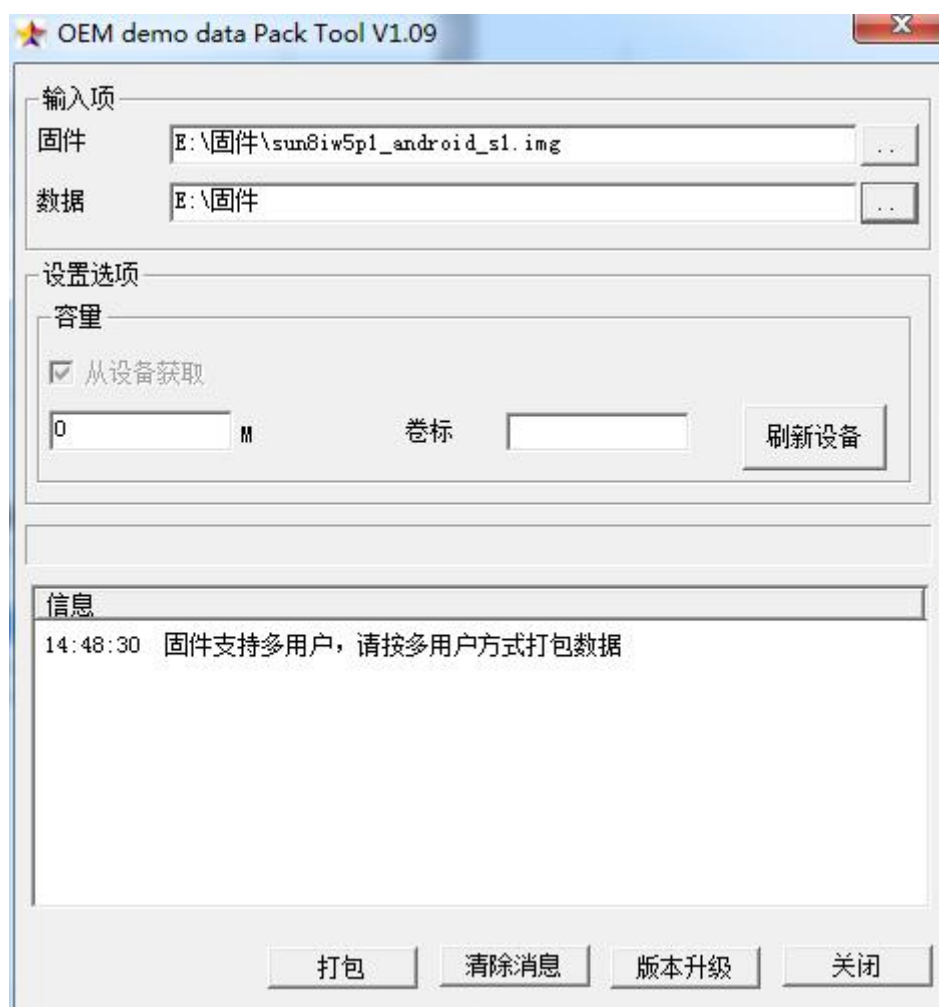 OEM demo data Pack Tool V1.09
输入项
固件 E:\固件\sun8iw5p1_android_s1.img ..
数据 E:\固件 ..
设置选项
容量
从设备获取
0 M 卷标 刷新设备
信息
14:48:30 固件支持多用户，请按多用户方式打包数据
打包 清除消息 版本升级 关闭